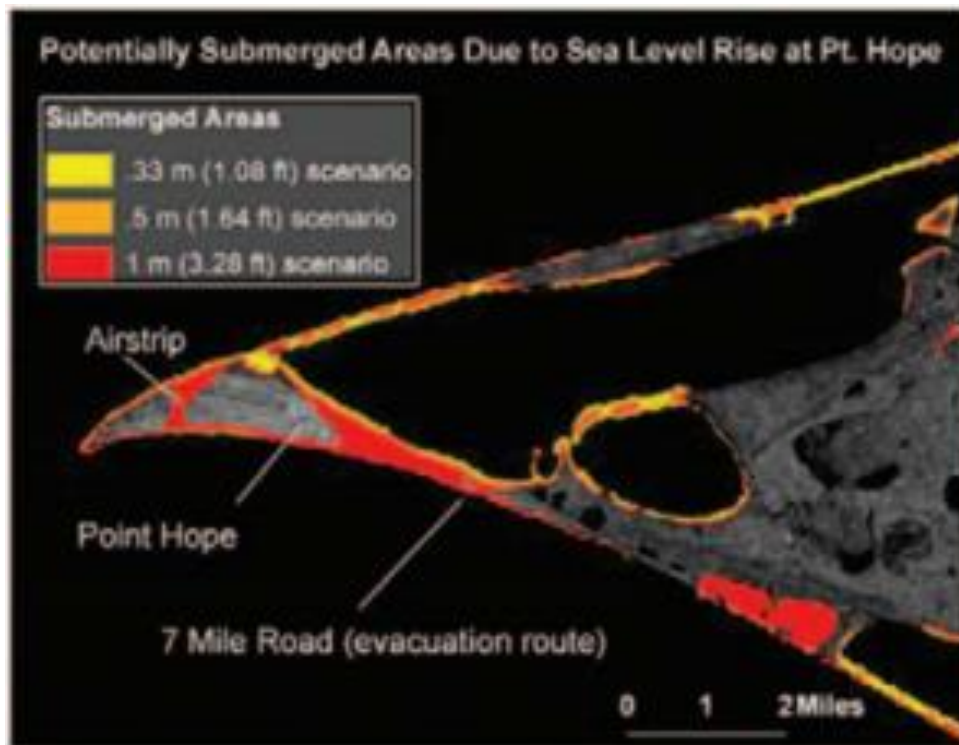 Potentially Submerged Areas Due to Sea Level Rise at Pt. Hope
Submerged Areas
.33 m (1.08 ft) scenario
.5 m (1.64 ft) scenario
1 m (3.28 ft) scenario
Airstrip
Point Hope
7 Mile Road (evacuation route)
0 1 2 Miles